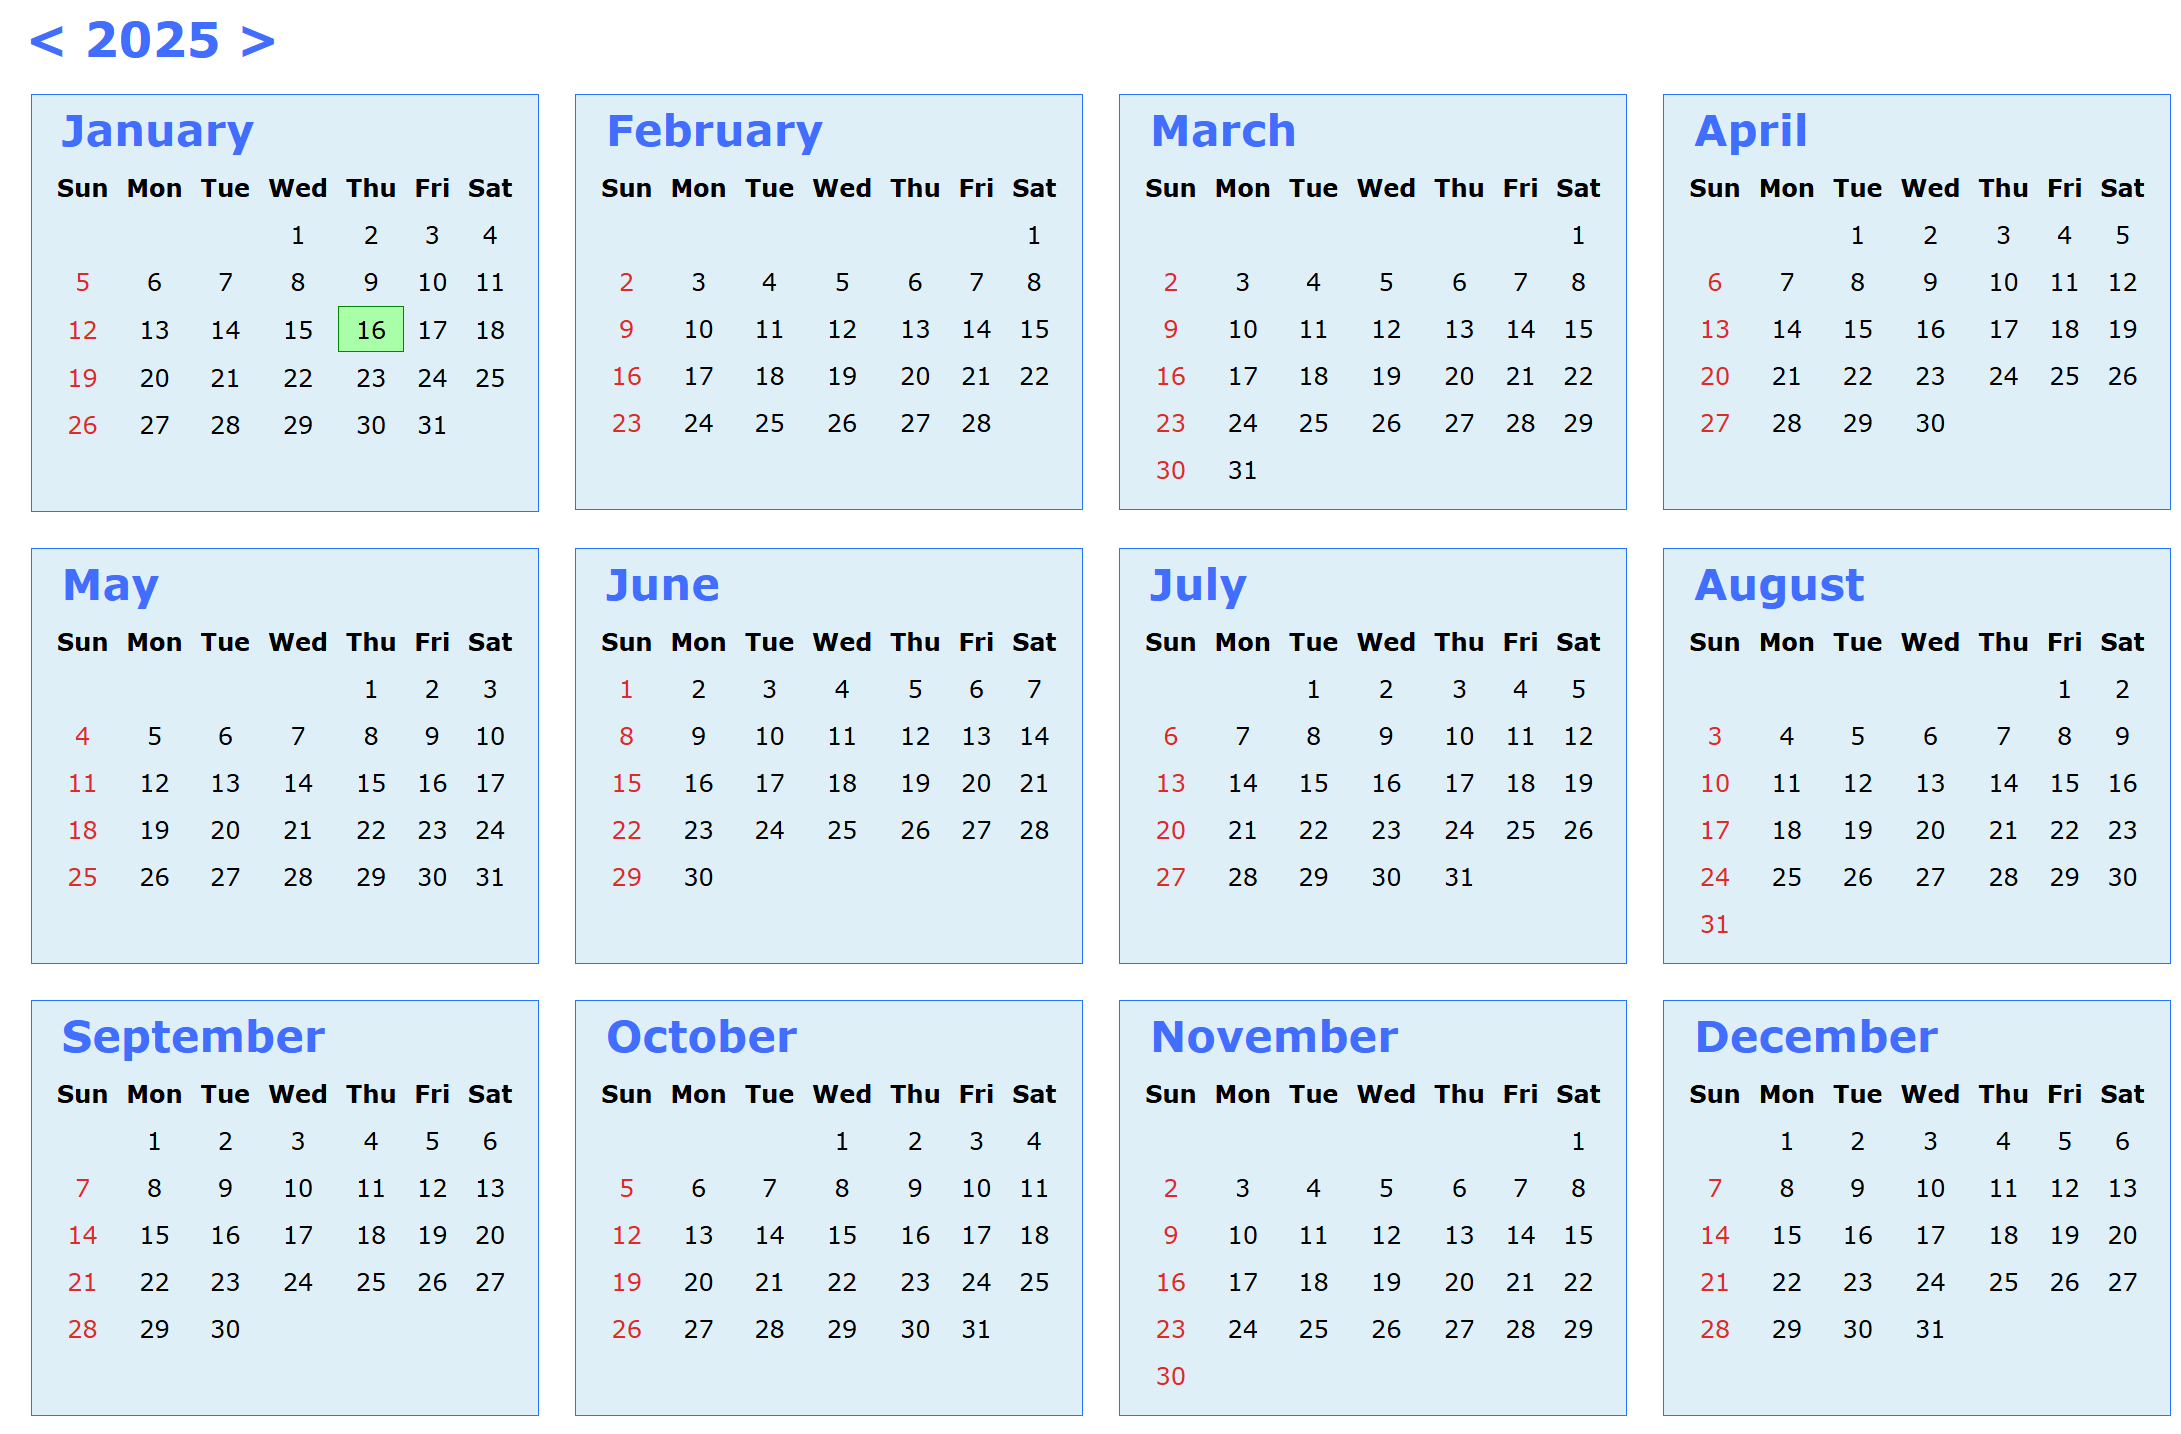 < 2025 >
January
Sun Mon Tue Wed Thu Fri Sat
1 2 3 4
5 6 7 8 9 10 11
12 13 14 15 16 17 18
19 20 21 22 23 24 25
26 27 28 29 30 31
February
Sun Mon Tue Wed Thu Fri Sat
1
2 3 4 5 6 7 8
9 10 11 12 13 14 15
16 17 18 19 20 21 22
23 24 25 26 27 28
March
Sun Mon Tue Wed Thu Fri Sat
1
2 3 4 5 6 7 8
9 10 11 12 13 14 15
16 17 18 19 20 21 22
23 24 25 26 27 28 29
30 31
April
Sun Mon Tue Wed Thu Fri Sat
1 2 3 4 5
6 7 8 9 10 11 12
13 14 15 16 17 18 19
20 21 22 23 24 25 26
27 28 29 30
May
Sun Mon Tue Wed Thu Fri Sat
1 2 3
4 5 6 7 8 9 10
11 12 13 14 15 16 17
18 19 20 21 22 23 24
25 26 27 28 29 30 31
June
Sun Mon Tue Wed Thu Fri Sat
1 2 3 4 5 6 7
8 9 10 11 12 13 14
15 16 17 18 19 20 21
22 23 24 25 26 27 28
29 30
July
Sun Mon Tue Wed Thu Fri Sat
1 2 3 4 5
6 7 8 9 10 11 12
13 14 15 16 17 18 19
20 21 22 23 24 25 26
27 28 29 30 31
August
Sun Mon Tue Wed Thu Fri Sat
1 2
3 4 5 6 7 8 9
10 11 12 13 14 15 16
17 18 19 20 21 22 23
24 25 26 27 28 29 30
31
September
Sun Mon Tue Wed Thu Fri Sat
1 2 3 4 5 6
7 8 9 10 11 12 13
14 15 16 17 18 19 20
21 22 23 24 25 26 27
28 29 30
October
Sun Mon Tue Wed Thu Fri Sat
1 2 3 4
5 6 7 8 9 10 11
12 13 14 15 16 17 18
19 20 21 22 23 24 25
26 27 28 29 30 31
November
Sun Mon Tue Wed Thu Fri Sat
1
2 3 4 5 6 7 8
9 10 11 12 13 14 15
16 17 18 19 20 21 22
23 24 25 26 27 28 29
30
December
Sun Mon Tue Wed Thu Fri Sat
1 2 3 4 5 6
7 8 9 10 11 12 13
14 15 16 17 18 19 20
21 22 23 24 25 26 27
28 29 30 31